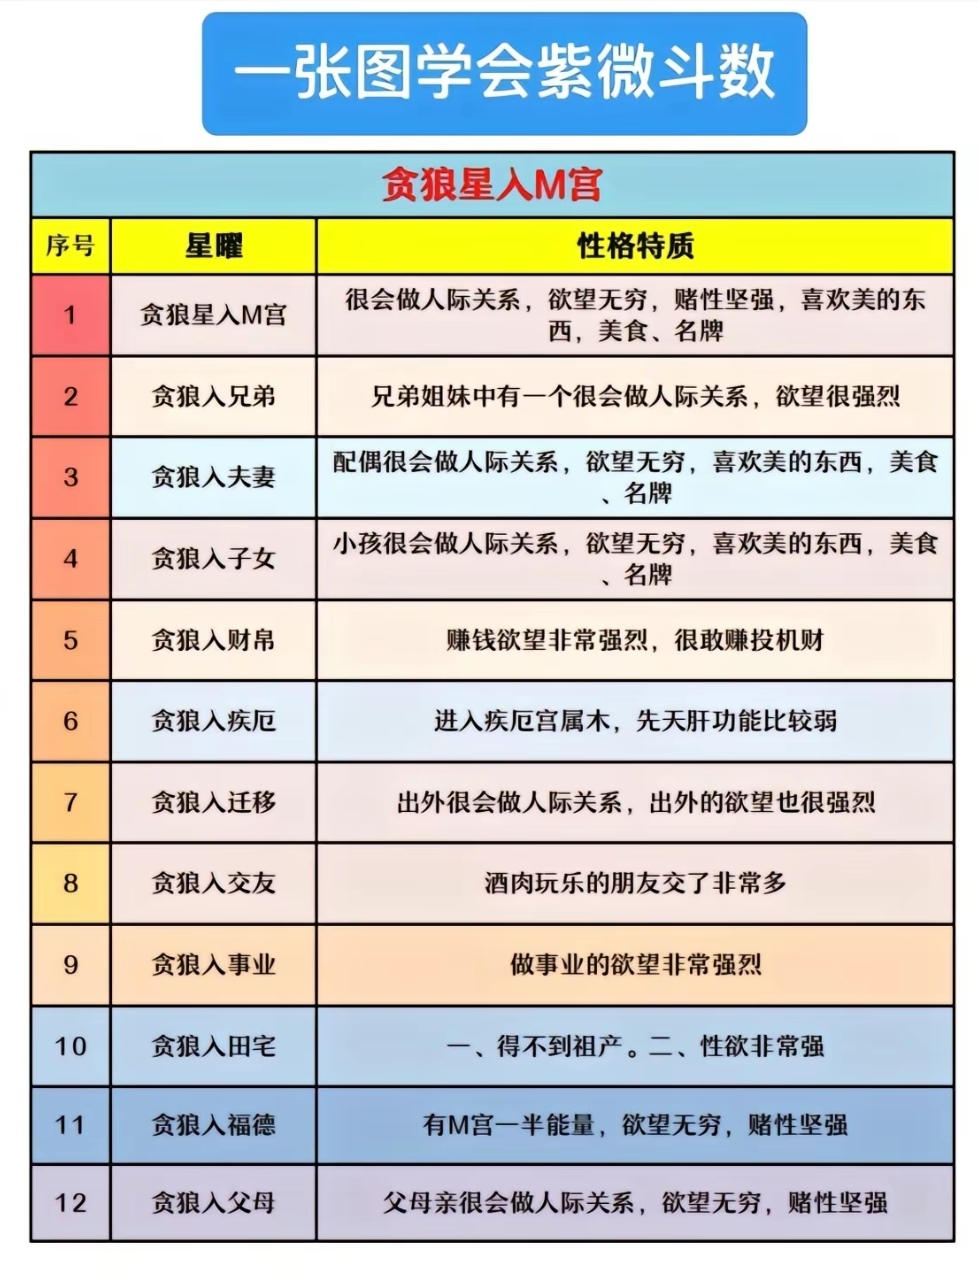 一张图学会紫微斗数
贪狼星入M宫
序号 星曜 性格特质
1 贪狼星入M宫 很会做人际关系，欲望无穷，赌性坚强，喜欢美的东
西，美食、名牌
2 贪狼入兄弟 兄弟姐妹中有一个很会做人际关系，欲望很强烈
3 贪狼入夫妻 配偶很会做人际关系，欲望无穷，喜欢美的东西，美食
、名牌
4 贪狼入子女 小孩很会做人际关系，欲望无穷，喜欢美的东西，美食
、名牌
5 贪狼入财帛 赚钱欲望非常强烈，很敢赚投机财
6 贪狼入疾厄 进入疾厄宫属木，先天肝功能比较弱
7 贪狼入迁移 出外很会做人际关系，出外的欲望也很强烈
8 贪狼入交友 酒肉玩乐的朋友交了非常多
9 贪狼入事业 做事业的欲望非常强烈
10 贪狼入田宅 一、得不到祖产。二、性欲非常强
11 贪狼入福德 有M宫一半能量，欲望无穷，赌性坚强
12 贪狼入父母 父母亲很会做人际关系，欲望无穷，赌性坚强